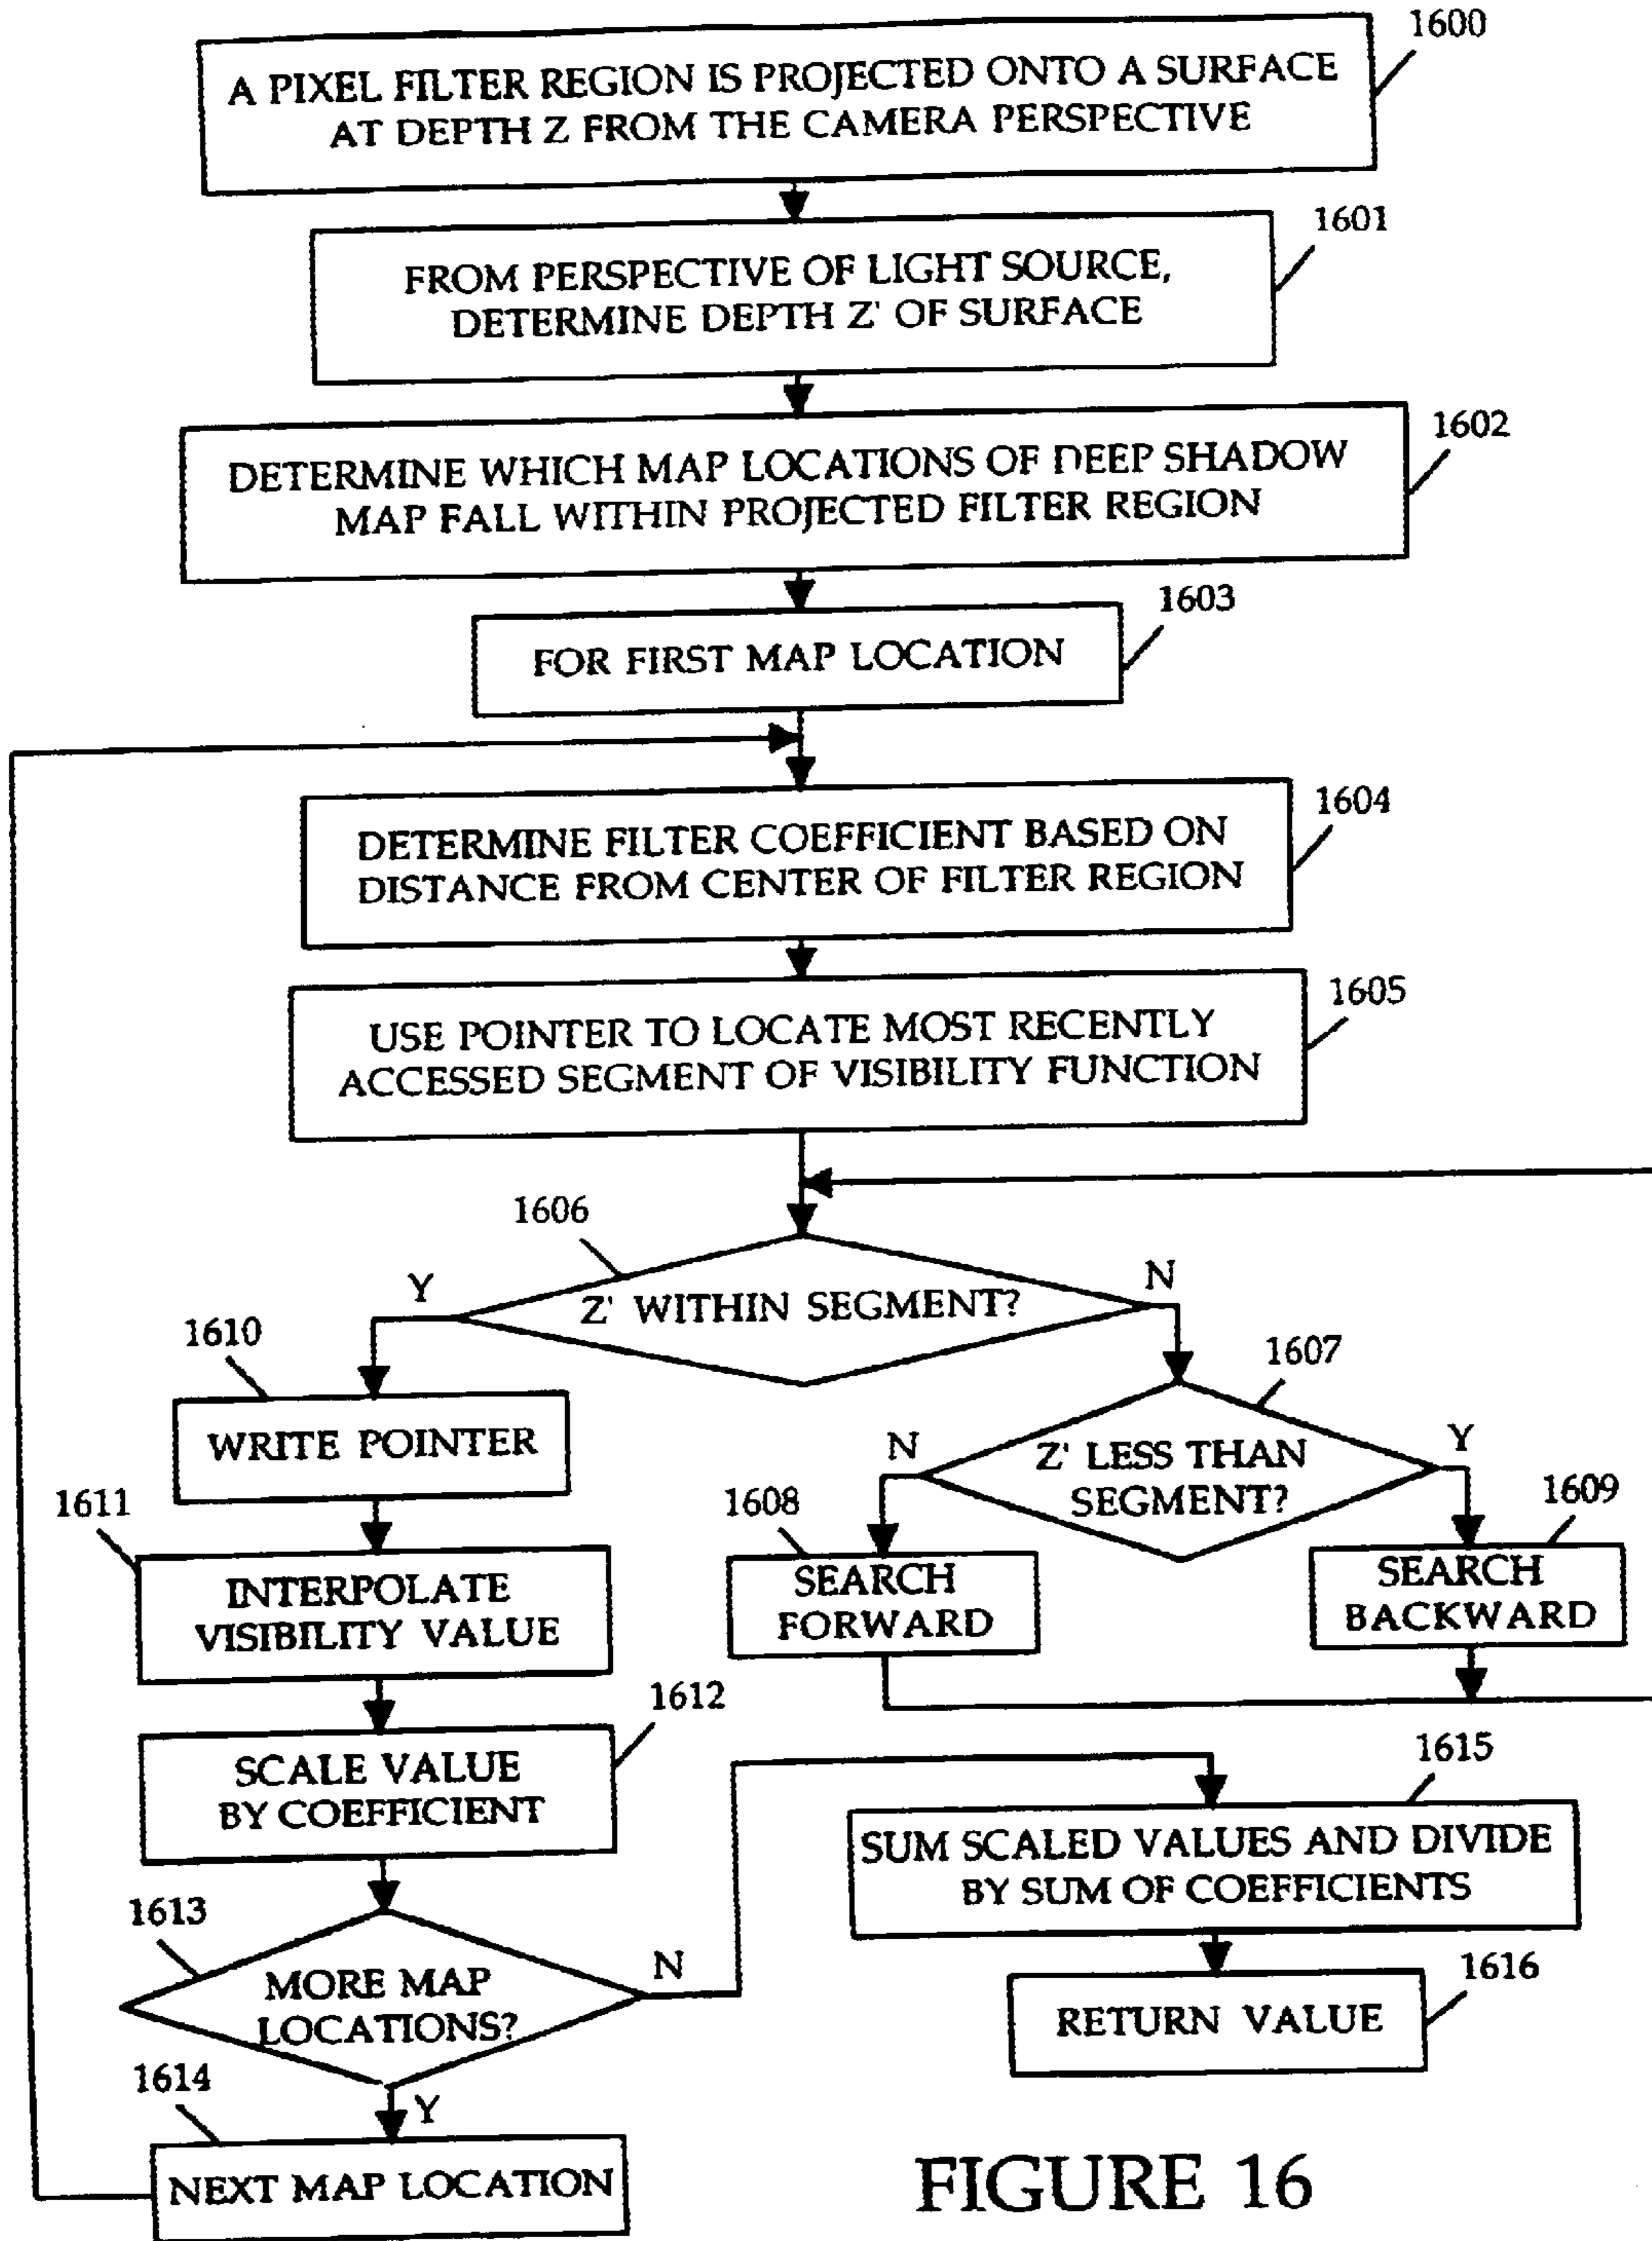 1600
A PIXEL FILTER REGION IS PROJECTED ONTO A SURFACE
AT DEPTH Z FROM THE CAMERA PERSPECTIVE
1601
FROM PERSPECTIVE OF LIGHT SOURCE,
DETERMINE DEPTH Z' OF SURFACE
1602
DETERMINE WHICH MAP LOCATIONS OF DEEP SHADOW
MAP FALL WITHIN PROJECTED FILTER REGION
1603
FOR FIRST MAP LOCATION
1604
DETERMINE FILTER COEFFICIENT BASED ON
DISTANCE FROM CENTER OF FILTER REGION
1605
USE POINTER TO LOCATE MOST RECENTLY
ACCESSED SEGMENT OF VISIBILITY FUNCTION
1606
Y
Z' WITHIN SEGMENT?
N
1610
WRITE POINTER
1607
N
Z' LESS THAN
SEGMENT?
Y
1611
INTERPOLATE
VISIBILITY VALUE
1608
SEARCH
FORWARD
1609
SEARCH
BACKWARD
1612
SCALE VALUE
BY COEFFICIENT
1615
SUM SCALED VALUES AND DIVIDE
BY SUM OF COEFFICIENTS
1613
MORE MAP
LOCATIONS?
N
1616
RETURN VALUE
1614
Y
NEXT MAP LOCATION
FIGURE 16